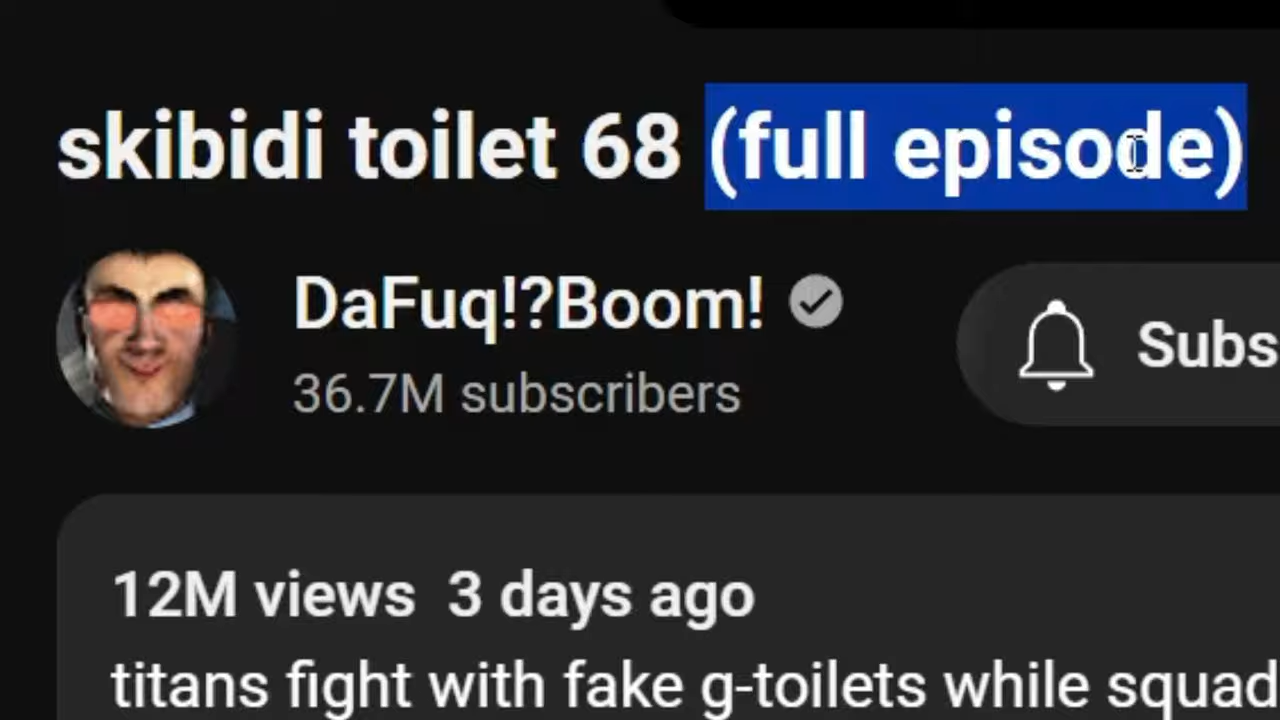 skibidi toilet 68 (full episode)
DaFuq!?Boom!
36.7M subscribers
Subs
12M views 3 days ago
titans fight with fake g-toilets while squad